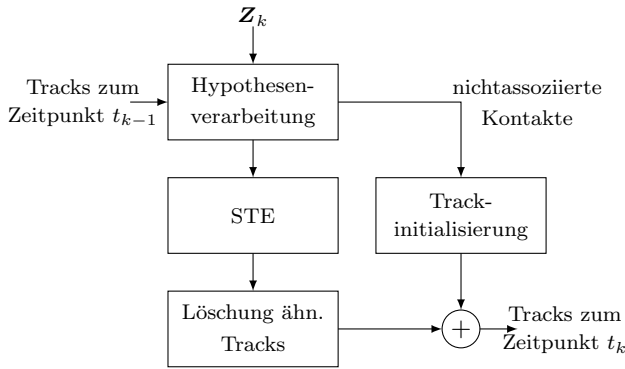 Z_k
Tracks zum
Zeitpunkt t_{k−1}
Hypothesen-
verarbeitung
nichtassoziierte
Kontakte
STE
Track-
initialisierung
Löschung ähn.
Tracks
+
Tracks zum
Zeitpunkt t_k